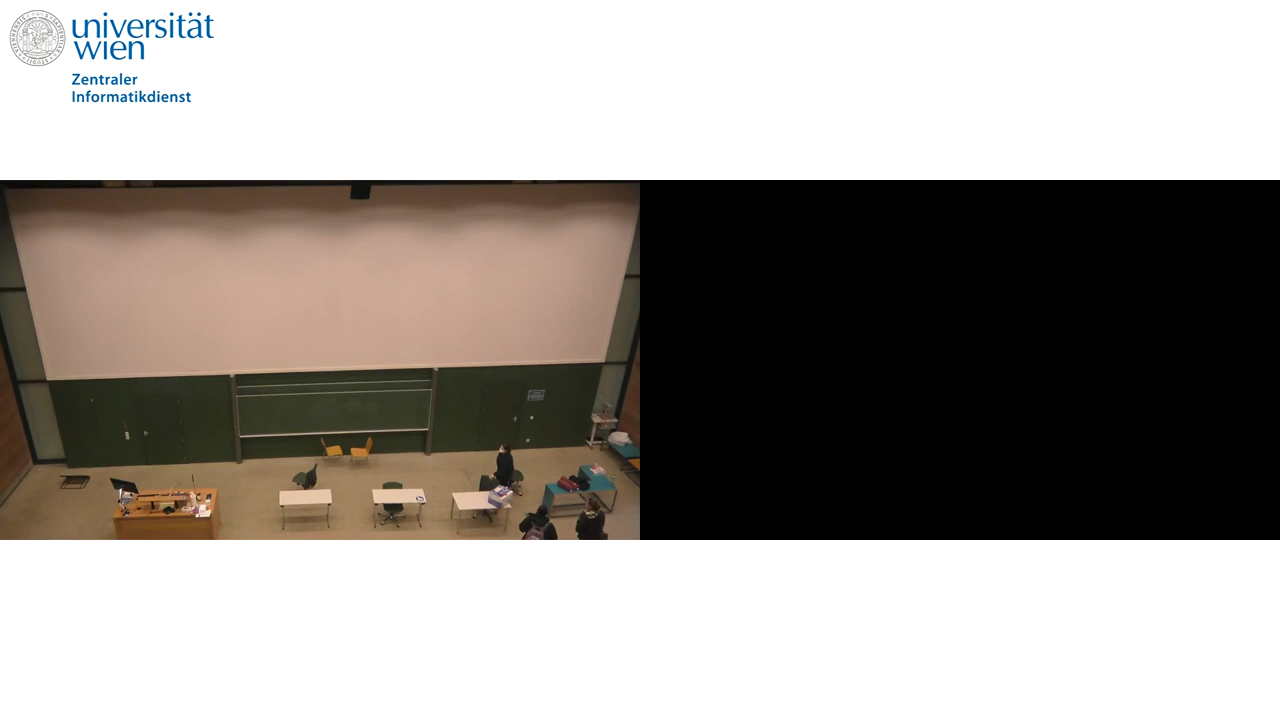 universität
wien
Zentraler
Informatikdienst